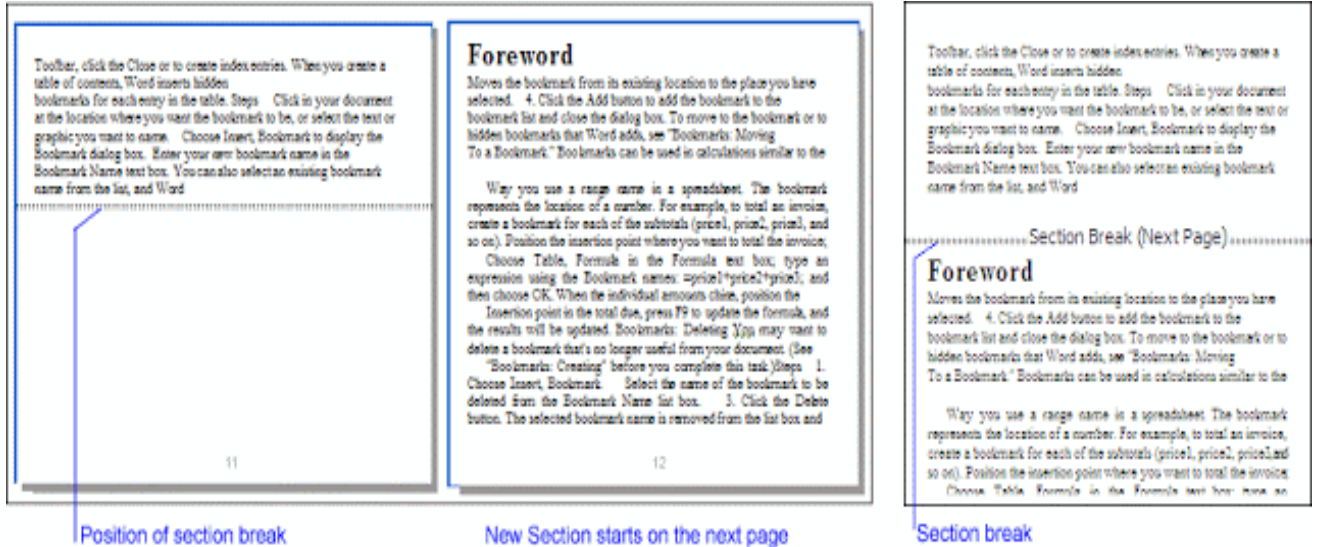 Toolbar, click the Close or to create index entries. When you create a
table of contents, Word inserts hidden
bookmarks for each entry in the table. Steps Click in your document
at the location where you want the bookmark to be, or select the text or
graphic you want to name. Choose Insert, Bookmark to display the
Bookmark dialog box. Enter your new bookmark name in the
Bookmark Name text box. You can also select an existing bookmark
name from the list, and Word
11
Foreword
Moves the bookmark from its existing location to the place you have
selected. 4. Click the Add button to add the bookmark to the
bookmark list and close the dialog box. To move to the bookmark or to
hidden bookmarks that Word adds, see "Bookmarks: Moving
To a Bookmark." Bookmarks can be used in calculations similar to the
Way you use a range name in a spreadsheet. The bookmark
represents the location of a number. For example, to total an invoice,
create a bookmark for each of the subtotals (price1, price2, price3, and
so on). Position the insertion point where you want to total the invoice;
Choose Table, Formula in the Formula text box; type an
expression using the Bookmark names: =price1+price2+price3; and
then choose OK. When the individual amounts chine, position the
Insertion point in the total due, press F9 to update the formula, and
the results will be updated. Bookmarks: Deleting You may want to
delete a bookmark that's no longer useful from your document. (See
"Bookmarks: Creating" before you complete this task.)Steps 1.
Choose Insert, Bookmark. Select the name of the bookmark to be
deleted from the Bookmark Name list box. 3. Click the Delete
button. The selected bookmark name is removed from the list box and
12
Position of section break
New Section starts on the next page
Toolbar, click the Close or to create index entries. When you create a
table of contents, Word inserts hidden
bookmarks for each entry in the table. Steps Click in your document
at the location where you want the bookmark to be, or select the text or
graphic you want to name. Choose Insert, Bookmark to display the
Bookmark dialog box. Enter your new bookmark name in the
Bookmark Name text box. You can also select an existing bookmark
name from the list, and Word
Section Break (Next Page)
Foreword
Moves the bookmark from its existing location to the place you have
selected. 4. Click the Add button to add the bookmark to the
bookmark list and close the dialog box. To move to the bookmark or to
hidden bookmarks that Word adds, see "Bookmarks: Moving
To a Bookmark." Bookmarks can be used in calculations similar to the
Way you use a range name in a spreadsheet. The bookmark
represents the location of a number. For example, to total an invoice,
create a bookmark for each of the subtotals (price1, price2, price3,and
so on). Position the insertion point where you want to total the invoice;
Choose Table, Formula in the Formula text box; type an
Section break